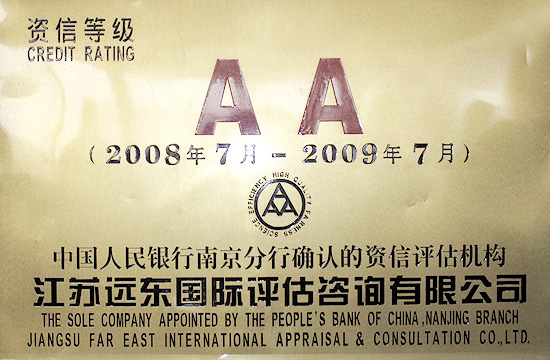 资信等级
CREDIT RATING
AA
(2008年7月-2009年7月)
SCIENCE EFFICIENCY HIGH QUALITY FAIRNESS
中国人民银行南京分行确认的资信评估机构
江苏远东国际评估咨询有限公司
THE SOLE COMPANY APPOINTED BY THE PEOPLE'S BANK OF CHINA,NANJING BRANCH
JIANGSU FAR EAST INTERNATIONAL APPRAISAL & CONSULTATION CO.,LTD.